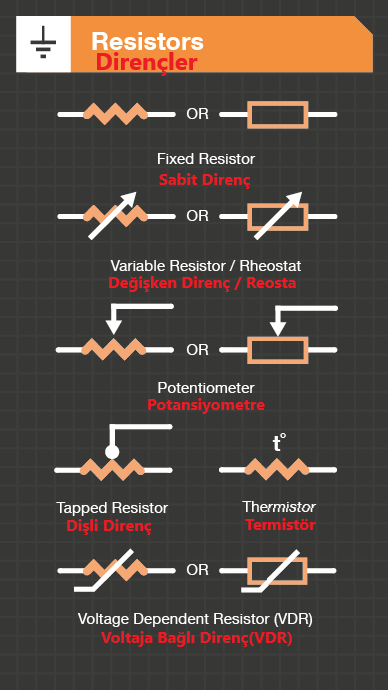 Resistors
Dirençler
OR
Fixed Resistor
Sabit Direnç
OR
Variable Resistor / Rheostat
Değişken Direnç / Reosta
OR
Potentiometer
Potansiyometre
t°
Tapped Resistor
Dişli Direnç
Thermistor
Termistör
OR
Voltage Dependent Resistor (VDR)
Voltaja Bağlı Direnç(VDR)